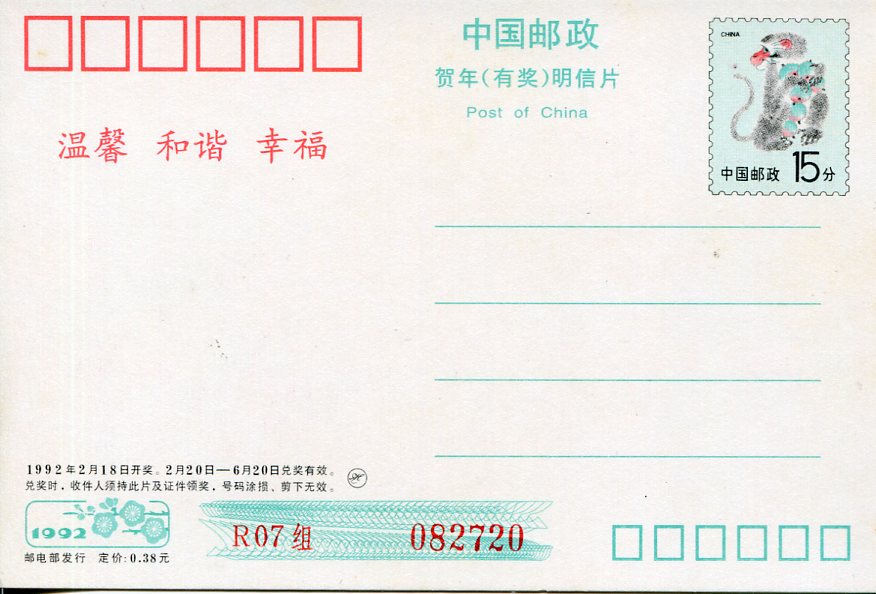 中国邮政
贺年(有奖)明信片
Post of China
CHINA
中国邮政 15分
温馨 和谐 幸福
1992年2月18日开奖。2月20日—6月20日兑奖有效。
兑奖时，收件人须持此片及证件领奖，号码涂损、剪下无效。
1992
邮电部发行 定价:0.38元
R07组 082720